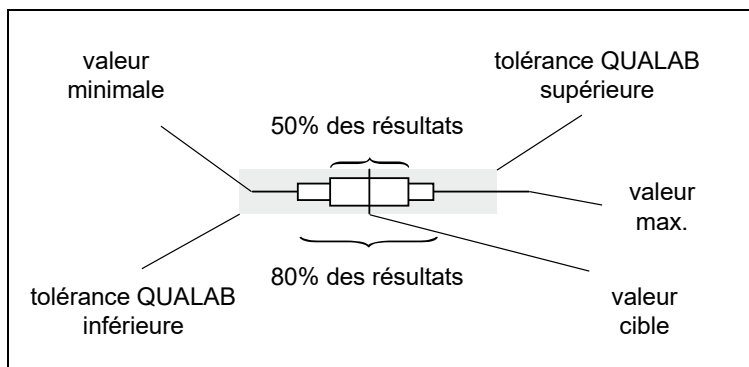 valeur
minimale
tolérance QUALAB
supérieure
50% des résultats
valeur
max.
80% des résultats
tolérance QUALAB
inférieure
valeur
cible